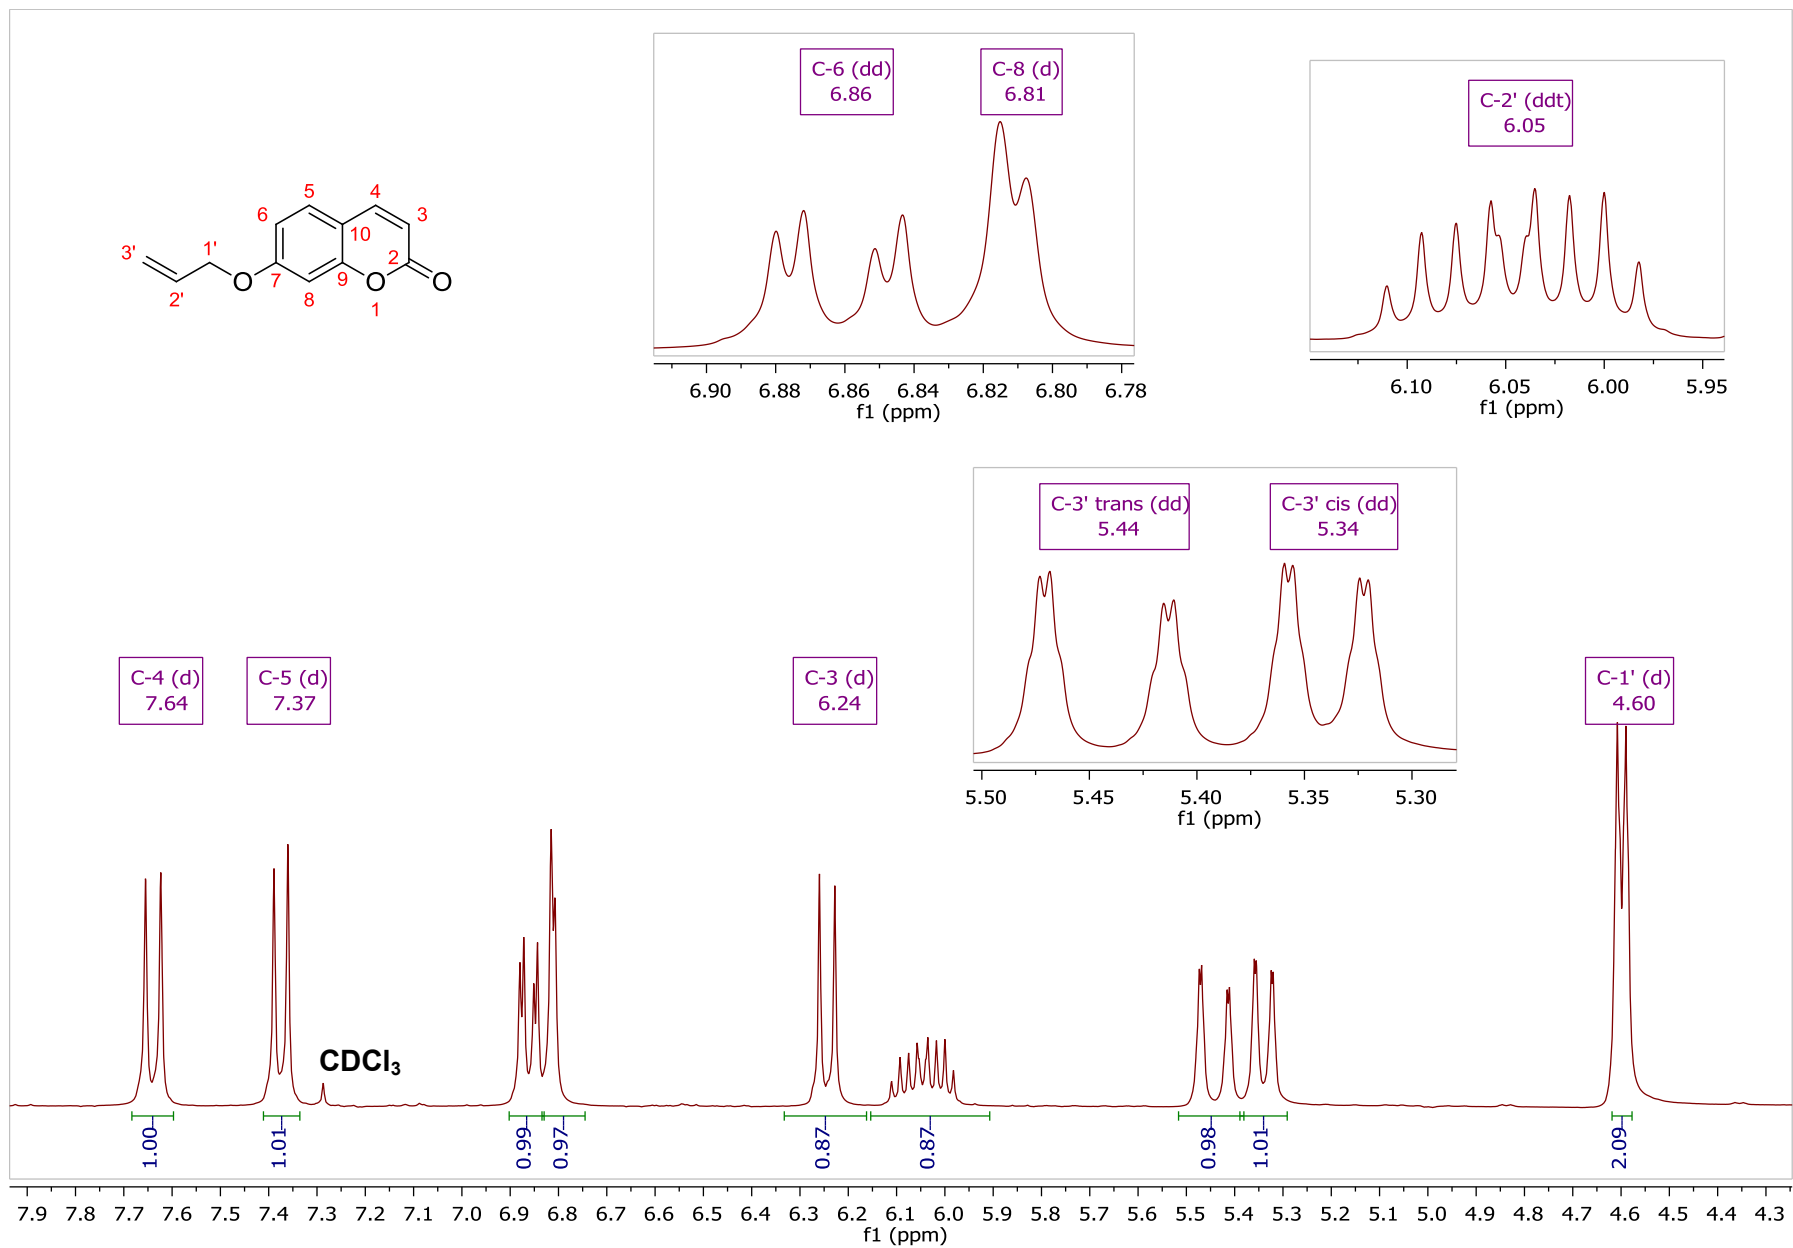 C-6 (dd)
6.86
C-8 (d)
6.81
C-2' (ddt)
6.05
5
4
6
3
10
3'
1'
2
O
7
9
O
O
2'
8
1
6.90 6.88 6.86 6.84 6.82 6.80 6.78
f1 (ppm)
6.10 6.05 6.00 5.95
f1 (ppm)
C-3' trans (dd)
5.44
C-3' cis (dd)
5.34
5.50 5.45 5.40 5.35 5.30
f1 (ppm)
C-4 (d)
7.64
C-5 (d)
7.37
C-3 (d)
6.24
C-1' (d)
4.60
CDCl₃
1.00
1.01
0.99
0.97
0.87
0.87
0.98
1.01
2.09
7.9 7.8 7.7 7.6 7.5 7.4 7.3 7.2 7.1 7.0 6.9 6.8 6.7 6.6 6.5 6.4 6.3 6.2 6.1 6.0 5.9 5.8 5.7 5.6 5.5 5.4 5.3 5.2 5.1 5.0 4.9 4.8 4.7 4.6 4.5 4.4 4.3
f1 (ppm)